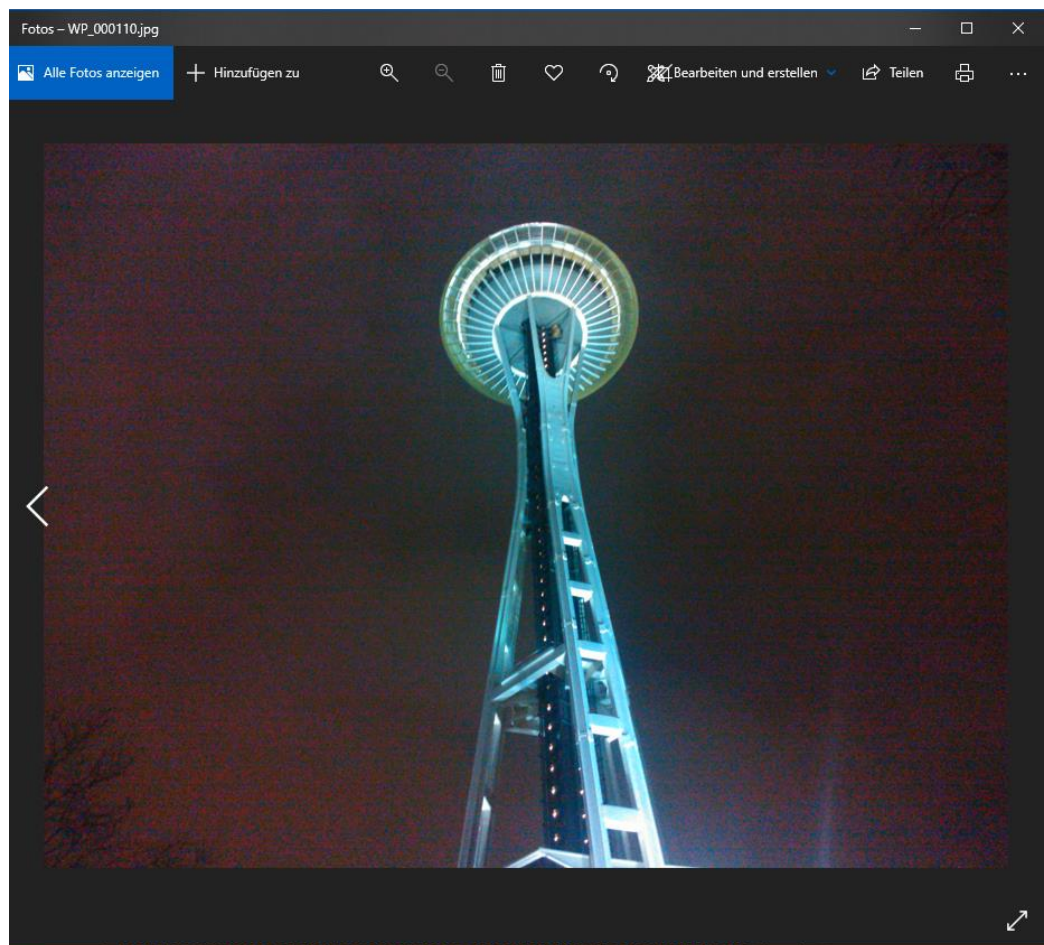 Fotos – WP_000110.jpg
Alle Fotos anzeigen Hinzufügen zu Bearbeiten und erstellen Teilen